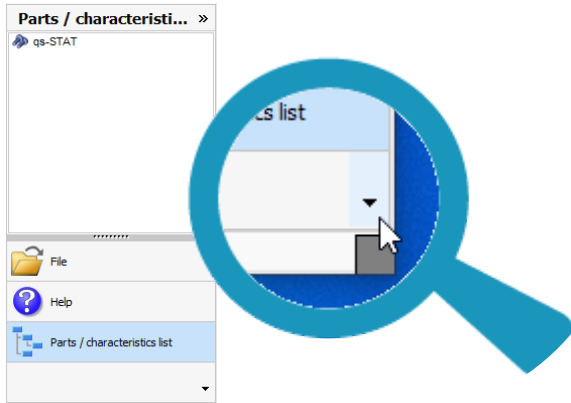 Parts / characteristi... »
qs-STAT
cs list
File
Help
Parts / characteristics list